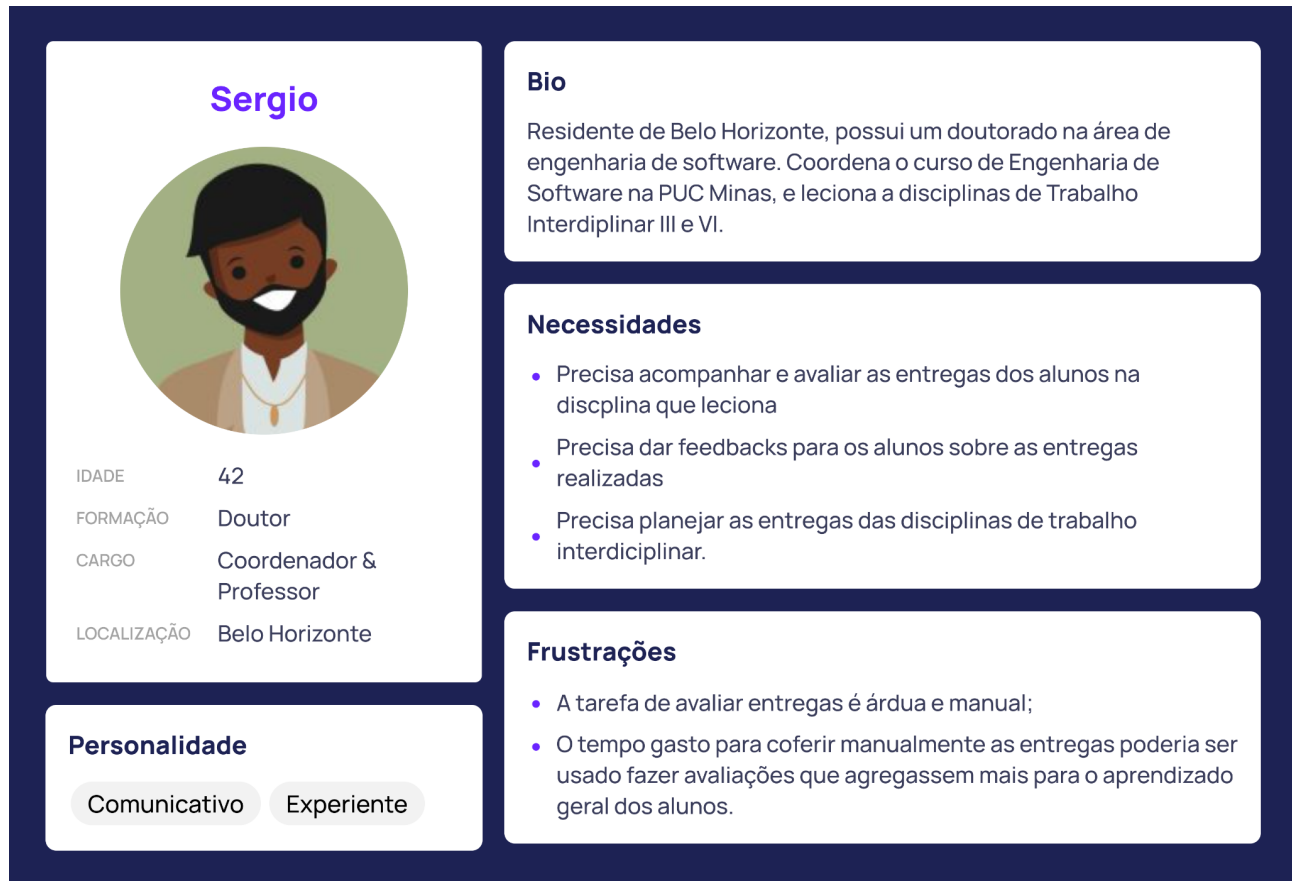 Sergio
IDADE 42
FORMAÇÃO Doutor
CARGO Coordenador &
Professor
LOCALIZAÇÃO Belo Horizonte
Personalidade
Comunicativo Experiente
Bio
Residente de Belo Horizonte, possui um doutorado na área de
engenharia de software. Coordena o curso de Engenharia de
Software na PUC Minas, e leciona a disciplinas de Trabalho
Interdiplinar III e VI.
Necessidades
• Precisa acompanhar e avaliar as entregas dos alunos na
discplina que leciona
• Precisa dar feedbacks para os alunos sobre as entregas
realizadas
• Precisa planejar as entregas das disciplinas de trabalho
interdiciplinar.
Frustrações
• A tarefa de avaliar entregas é árdua e manual;
• O tempo gasto para coferir manualmente as entregas poderia ser
usado fazer avaliações que agregassem mais para o aprendizado
geral dos alunos.